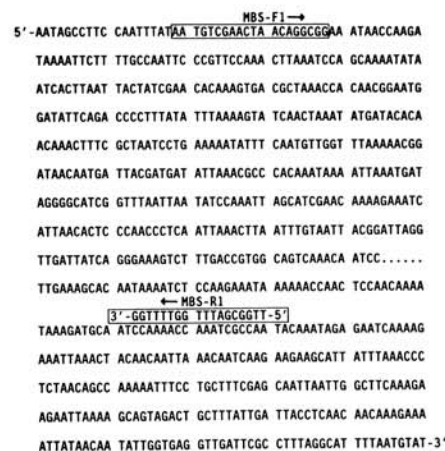 MBS-F1→
5'-AATAGCCTTC CAATTTATAA TGTCGAACTAA ACAGGCGGAA ATAACCAAGA
TAAAATTCTT TTGCCAATTC CCGTTCCAAA CTTAAATCCA GCAAAATATA
ATCACTTAAT TACTATCGAA CACAAAGTGA CGCTAAACCA CAACGGAATG
GATATTCAGA CCCCTTTATA TTTAAAAGTA TCAACTAAAT ATGATACACA
ACAAACTTTC GCTAATCCTG AAAAATATTT CAATGTTGGT TTAAAAACGG
ATAACAATGA TTACGATGAT ATTAAACGCC CACAAATAAA AATTAAATGAT
AGGGGCATCG GTTTAATTAA TATCCAAATT AGCATCGAAC AAAAGAAATC
ATTAACACTCC CCAACCCTCA ATTAAACTTA ATTTGTAATT ACGGATTAGG
TTGATTATCA GGGAAAGTCT TTGACCGTGG CAGTCAAACA ATCC......
TTGAAAGCAC AATAAAATCT CCAAGAAATA AAAAACCAAC TCCAACAAAA
←MBS-R1
3'-GGTTTTGG TTTAGCGGTT-5'
TAAAGATGCA ATCCAAAACC AAATCGCCAA TACAAATAGA GAATCAAAAG
AAATTAAACT ACAACAATTA AACAATCAAG AAGAAGCATT ATTTAAACCC
TCTAACAGCC AAAAATTTCC TGCTTTCGAG CAATTAATTG GCTTCAAAGA
AGAATTAAAA GCAGTAGACT GCTTTATTGA TTACCTCAAC AACAAAGAAA
ATTATAACAA TATTGGTGAG GTTGATTCGC CTTTAGGCAT TTTAATGTAT-3'